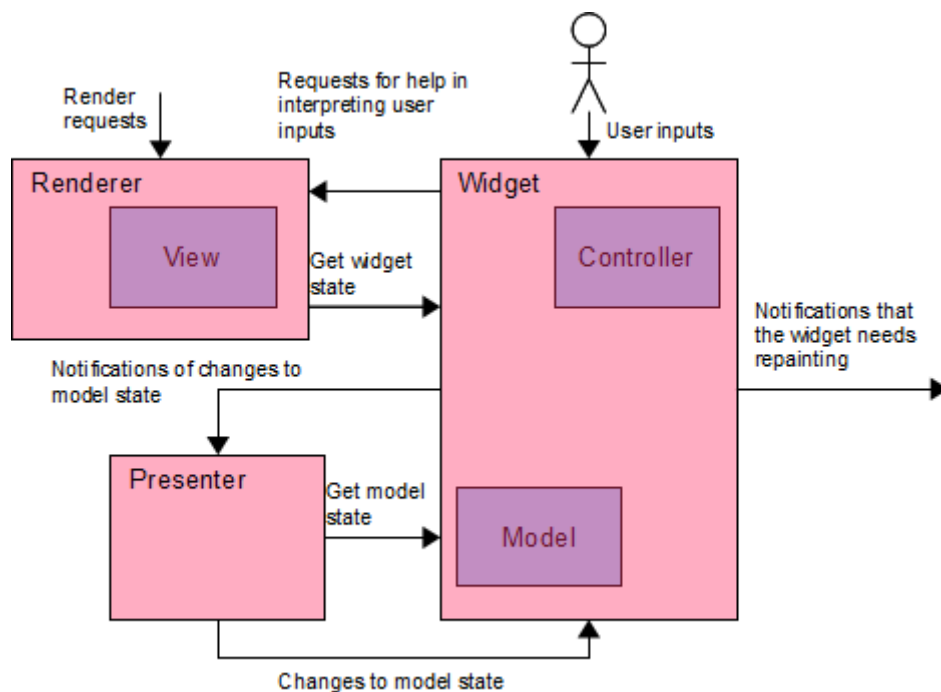 Render
requests
Requests for help in
interpreting user
inputs
User inputs
Renderer
View
Widget
Controller
Get widget
state
Notifications that
the widget needs
repainting
Notifications of changes to
model state
Presenter
Get model
state
Model
Changes to model state